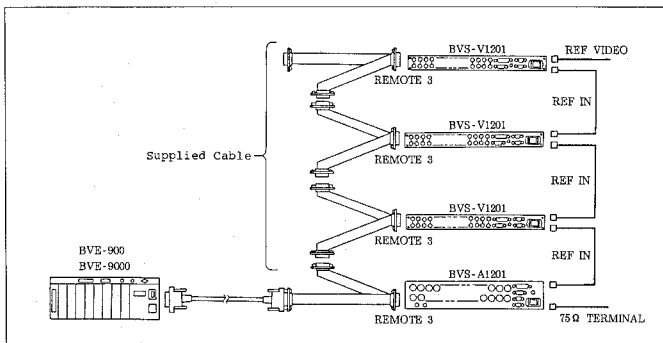 BVS-V1201
REF VIDEO
REMOTE 3
REF IN
BVS-V1201
Supplied Cable
REMOTE 3
REF IN
BVS-V1201
BVE-900
BVE-9000
REMOTE 3
REF IN
BVS-A1201
REMOTE 3
75Ω TERMINAL